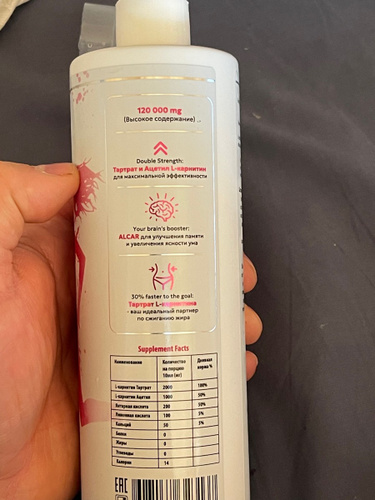 120 000 mg
(Высокое содержание)
Double Strength:
Тартрат и Ацетил L-карнитин
для максимальной эффективности
Your brain's booster:
ALCAR для улучшения памяти
и увеличения ясности ума
30% faster to the goal:
Тартрат L-карнитина
- ваш идеальный партнер
по сжиганию жира
Supplement Facts
Наименование Количество на порцию 10мл (мг) Дневная норма %
L-карнитин Тартрат 2000 100%
L-карнитин Ацетил 1000 50%
Янтарная кислота 200 50%
кислота 100 5%
Кальций 50 5%
Белки 0
Жиры 0
Углеводы 0
Калории 14
EAC